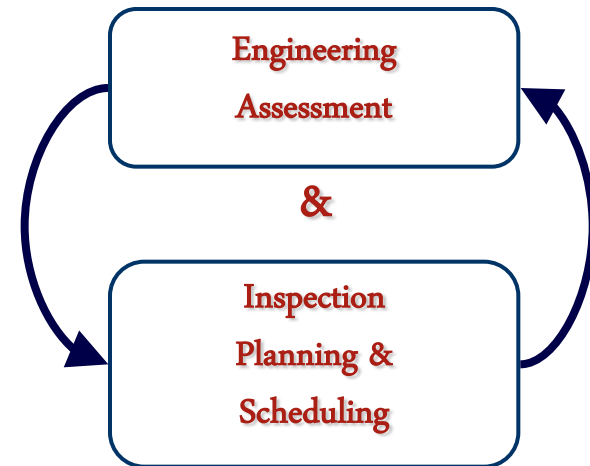 Engineering
Assessment
&
Inspection
Planning &
Scheduling